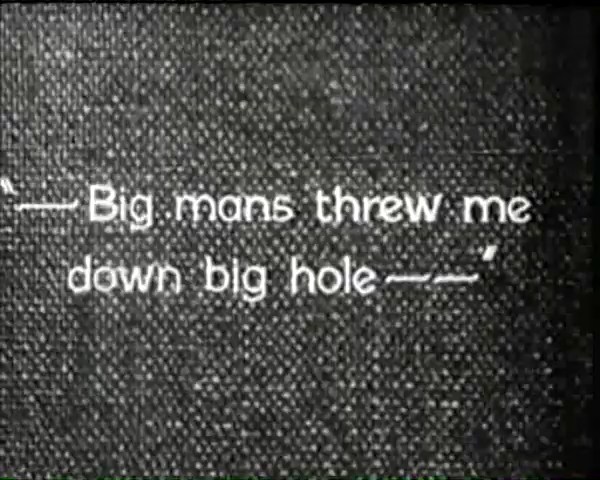 "— Big mans threw me
down big hole — —"